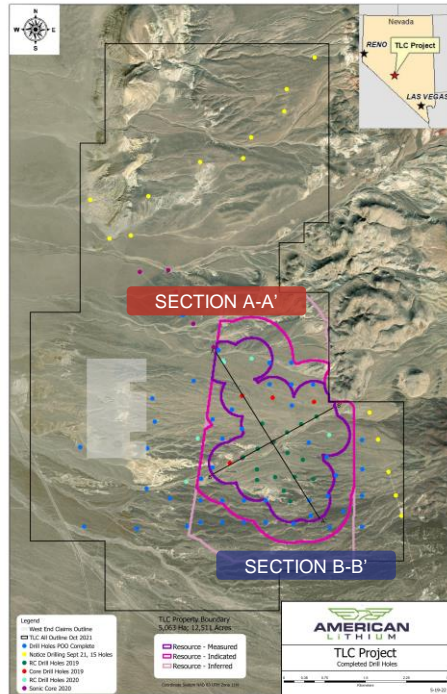 N
W
E
S
Nevada
TLC Project
RENO
LAS VEGAS
SECTION A-A’
SECTION B-B’
Legend
West End Claims Outline
TLC All Outline Oct 2021
Drill Holes POO Complete
Notice Drilling Sept 21, 15 Holes
RC Drill Holes 2019
Core Drill Holes 2019
RC Drill Holes 2020
Sonic Core 2020
TLC Property Boundary
5,063 Ha; 12,511 Acres
Resource - Measured
Resource - Indicated
Resource - Inferred
AMERICAN
LITHIUM
TLC Project
Completed Drill Holes